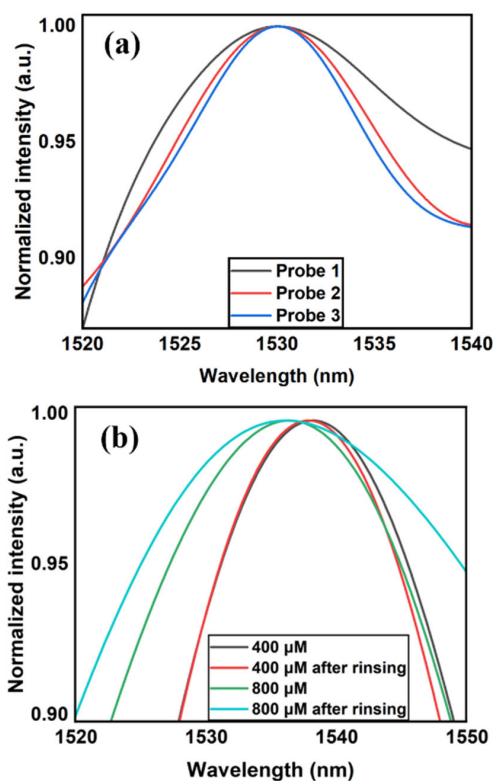 (a)
Normalized intensity (a.u.)
1.00
0.95
0.90
Probe 1
Probe 2
Probe 3
1520 1525 1530 1535 1540
Wavelength (nm)
(b)
Normalized intensity (a.u.)
1.00
0.95
0.90
400 µM
400 µM after rinsing
800 µM
800 µM after rinsing
1520 1530 1540 1550
Wavelength (nm)